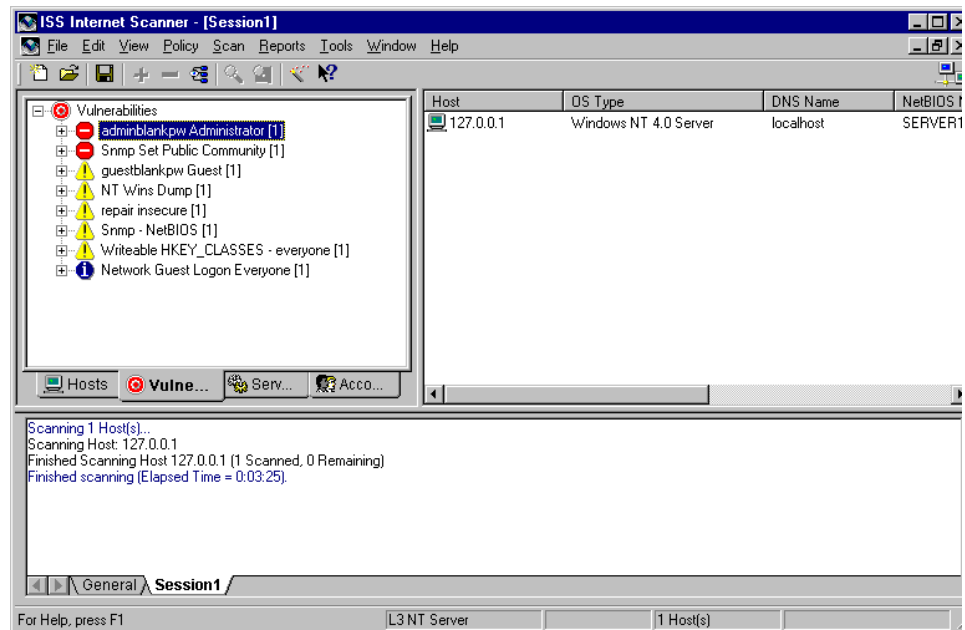 ISS Internet Scanner - [Session1]
File Edit View Policy Scan Reports Tools Window Help
Vulnerabilities
adminblankpw Administrator [1]
Snmp Set Public Community [1]
guestblankpw Guest [1]
NT Wins Dump [1]
repair insecure [1]
Snmp - NetBIOS [1]
Writeable HKEY_CLASSES - everyone [1]
Network Guest Logon Everyone [1]
Hosts Vulne... Serv... Acco...
Host OS Type DNS Name NetBIOS
127.0.0.1 Windows NT 4.0 Server localhost SERVER1
Scanning 1 Host(s)...
Scanning Host: 127.0.0.1
Finished Scanning Host 127.0.0.1 (1 Scanned, 0 Remaining)
Finished scanning (Elapsed Time = 0:03:25).
General Session1
For Help, press F1 L3 NT Server 1 Host(s)